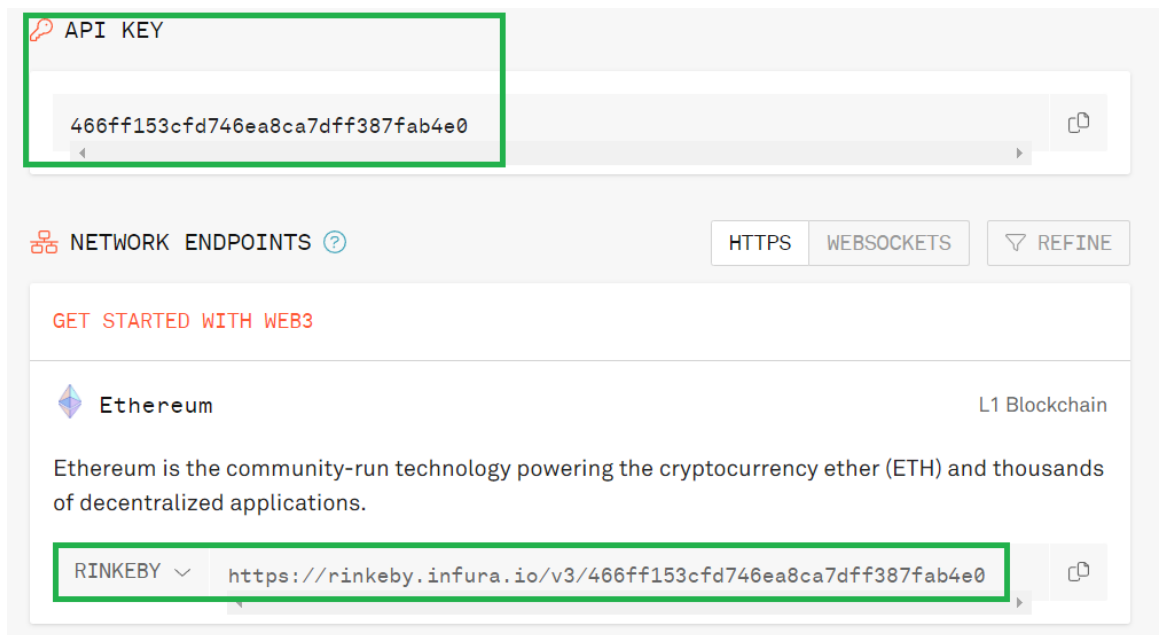 API KEY
466ff153cfd746ea8ca7dff387fab4e0
NETWORK ENDPOINTS ?
HTTPS WEBSOCKETS REFINE
GET STARTED WITH WEB3
Ethereum L1 Blockchain
Ethereum is the community-run technology powering the cryptocurrency ether (ETH) and thousands
of decentralized applications.
RINKEBY https://rinkeby.infura.io/v3/466ff153cfd746ea8ca7dff387fab4e0